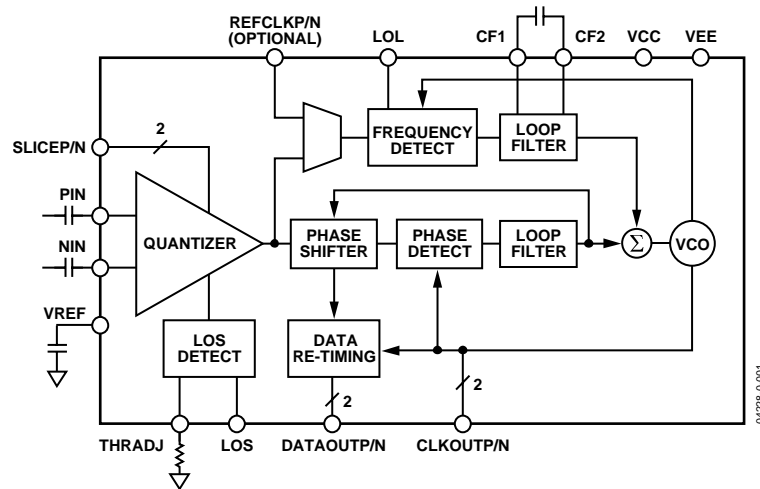 REFCLKP/N
(OPTIONAL)
LOL
CF1
CF2
VCC
VEE
SLICEP/N
2
FREQUENCY
DETECT
LOOP
FILTER
PIN
NIN
QUANTIZER
PHASE
SHIFTER
PHASE
DETECT
LOOP
FILTER
Σ
VCO
VREF
LOS
DETECT
DATA
RE-TIMING
2
2
THRADJ
LOS
DATAOUTP/N
CLKOUTP/N